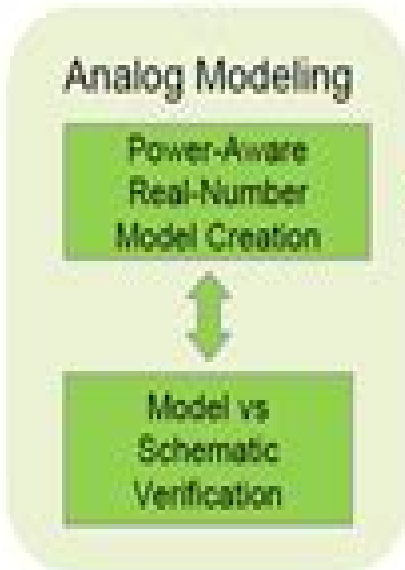 Analog Modeling
Power-Aware
Real-Number
Model Creation
Model vs
Schematic
Verification